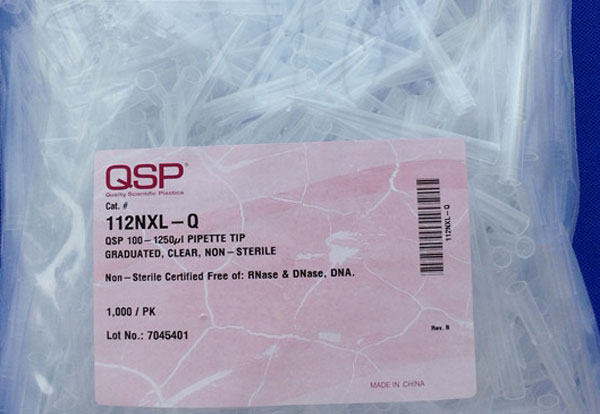 QSP®
Quality Scientific Plastics
Cat. #
112NXL-Q
QSP 100-1250µl PIPETTE TIP
GRADUATED, CLEAR, NON-STERILE
Non-Sterile Certified Free of: RNase & DNase, DNA.
1,000 / PK
Lot No.: 7045401
112NXL-Q
Rev. B
MADE IN CHINA